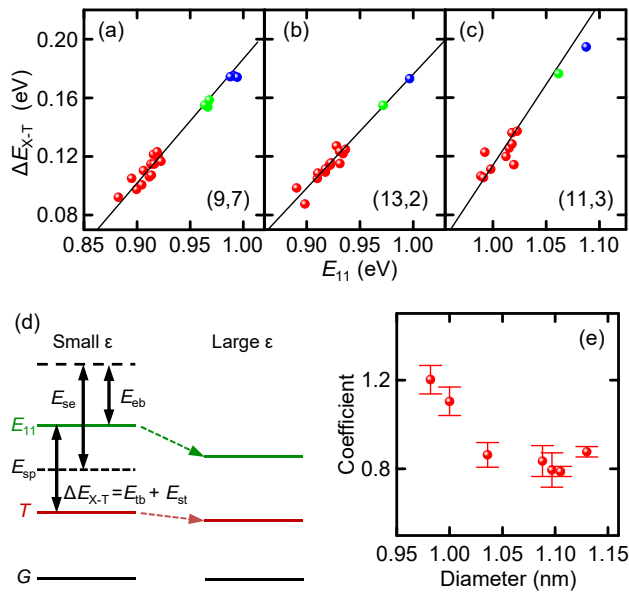 (a) (b) (c)
0.20
0.16
0.12
0.08
ΔE_X-T (eV)
(9,7) (13,2) (11,3)
0.85 0.90 0.95 1.00 0.90 0.95 1.00 1.00 1.05 1.10
E_11 (eV)
(d)
Small ε Large ε
E_se E_eb
E_11
E_sp
ΔE_X-T = E_tb + E_st
T
G
(e)
1.2
0.8
Coefficient
0.95 1.00 1.05 1.10 1.15
Diameter (nm)